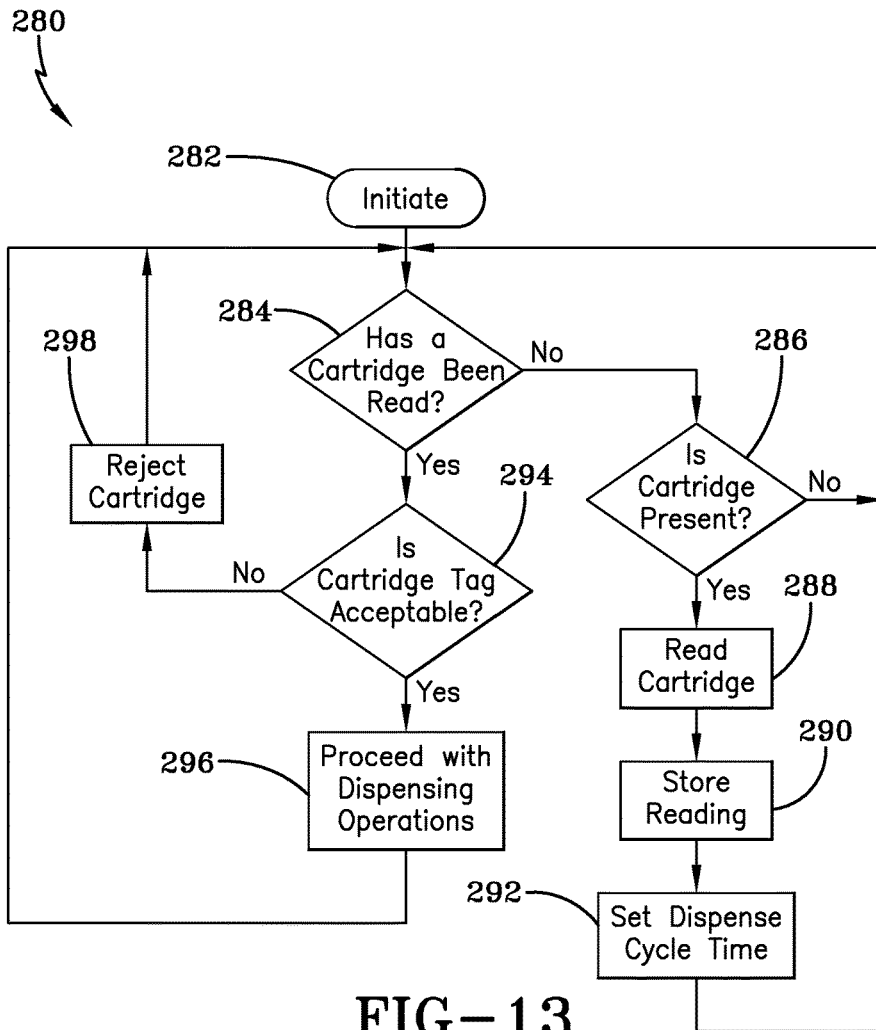 280
282
Initiate
284
Has a
Cartridge Been
Read?
No
286
298
Reject
Cartridge
Yes
294
Is
Cartridge
Present?
No
Is
Cartridge Tag
Acceptable?
No
Yes
288
Read
Cartridge
Yes
296
Proceed with
Dispensing
Operations
290
Store
Reading
292
Set Dispense
Cycle Time
FIG-13